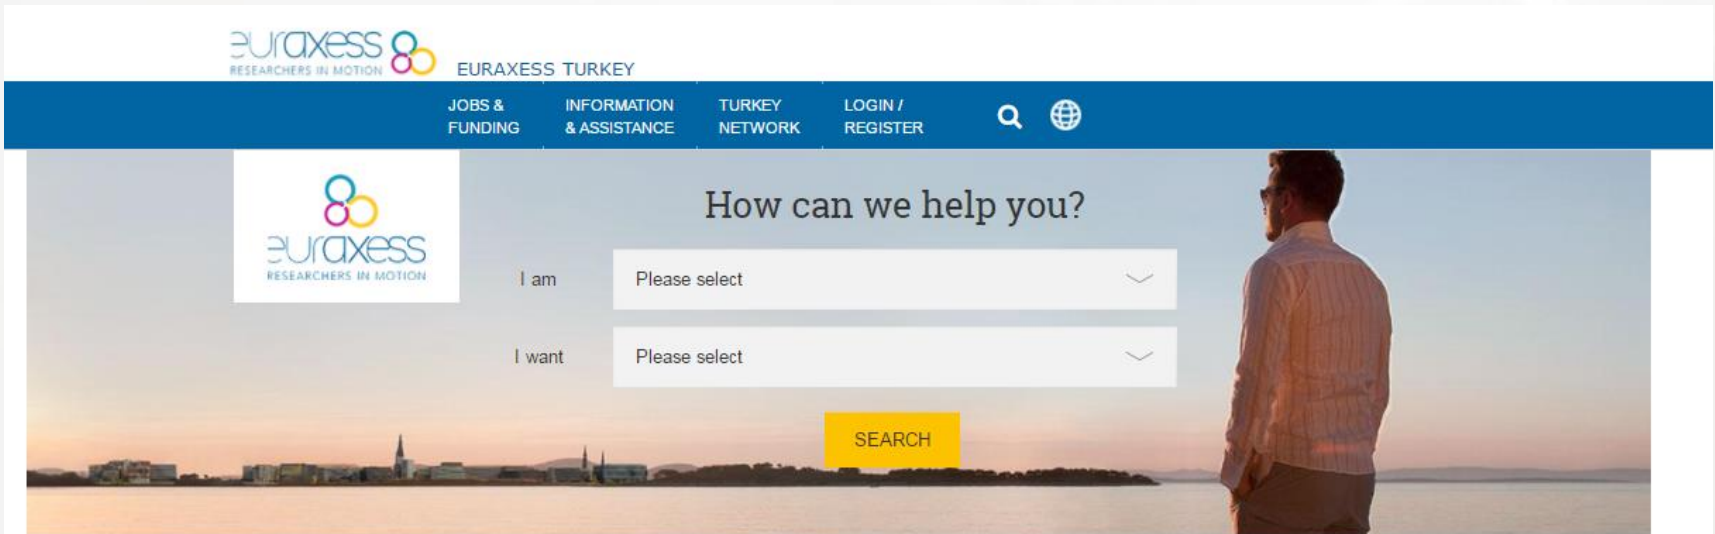 euraxess
RESEARCHERS IN MOTION
EURAXESS TURKEY
JOBS &
FUNDING
INFORMATION
& ASSISTANCE
TURKEY
NETWORK
LOGIN /
REGISTER
euraxess
RESEARCHERS IN MOTION
How can we help you?
I am
Please select
I want
Please select
SEARCH